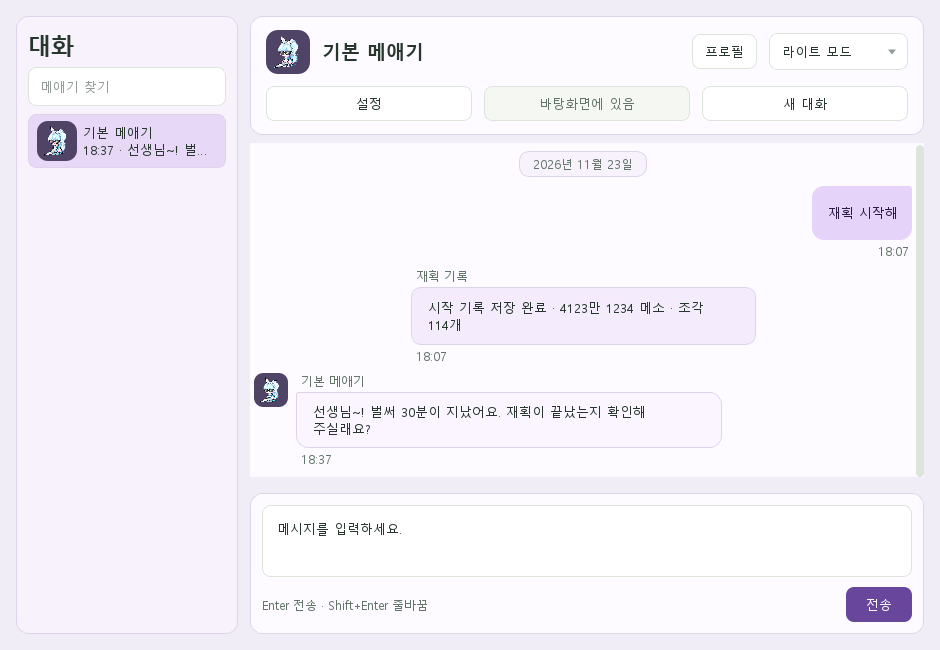 대화
메애기 찾기
기본 메애기
18:37 · 선생님~! 벌...
기본 메애기
프로필
라이트 모드
설정
바탕화면에 있음
새 대화
2026년 11월 23일
재획 시작해
18:07
재획 기록
시작 기록 저장 완료 · 4123만 1234 메소 · 조각
114개
18:07
기본 메애기
선생님~! 벌써 30분이 지났어요. 재획이 끝났는지 확인해
주실래요?
18:37
메시지를 입력하세요.
Enter 전송 · Shift+Enter 줄바꿈
전송